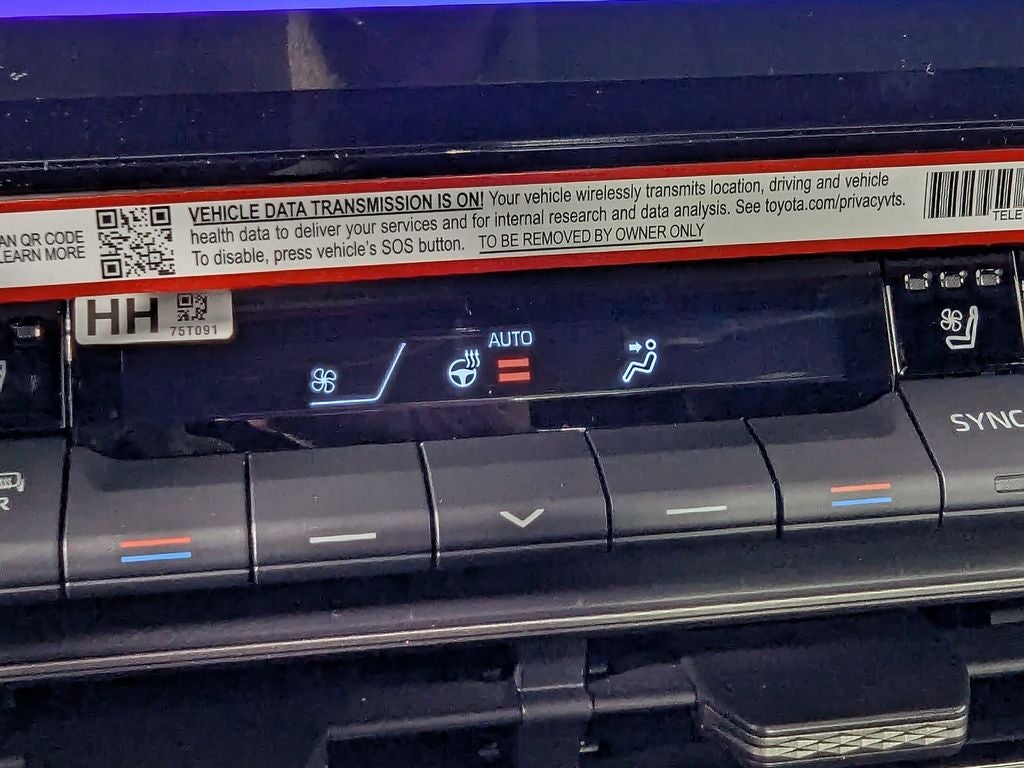 AN QR CODE
LEARN MORE
VEHICLE DATA TRANSMISSION IS ON! Your vehicle wirelessly transmits location, driving and vehicle
health data to deliver your services and for internal research and data analysis. See toyota.com/privacyvts.
To disable, press vehicle's SOS button. TO BE REMOVED BY OWNER ONLY
TELE
HH
75T091
AUTO
SYNC
R